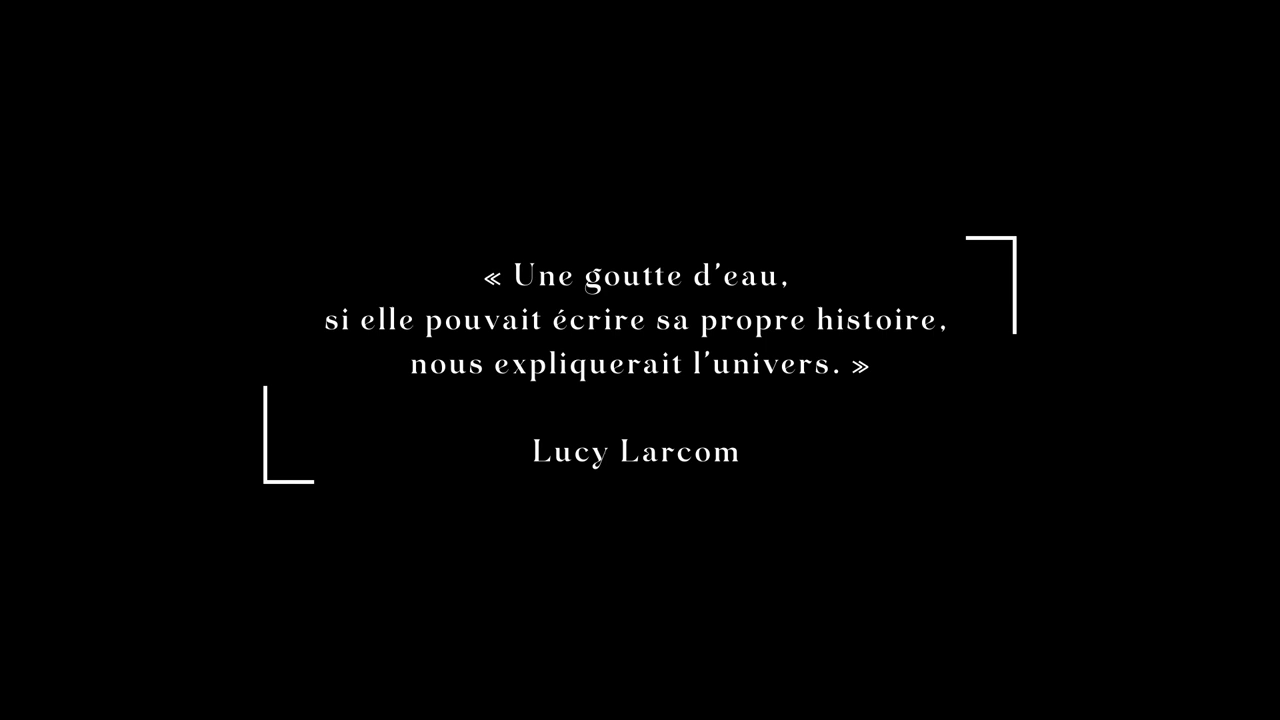 « Une goutte d'eau,
si elle pouvait écrire sa propre histoire,
nous expliquerait l'univers. »
Lucy Larcom